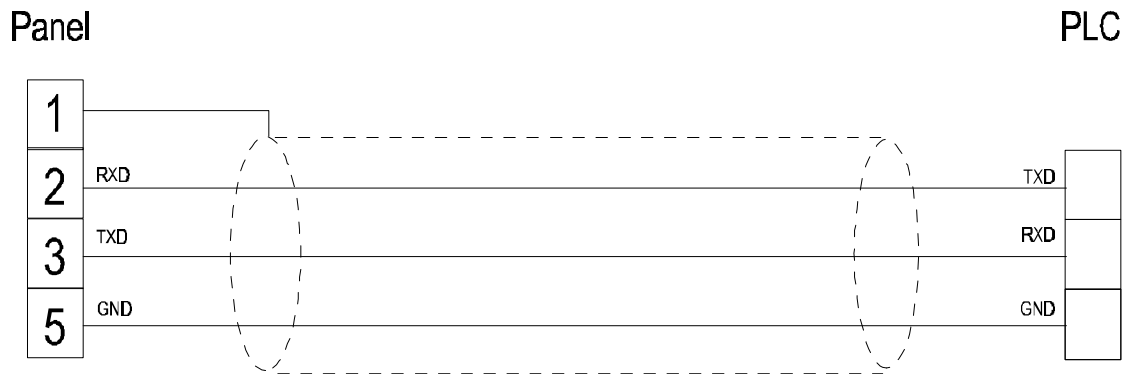 Panel PLC
1
2 RXD TXD
3 TXD RXD
5 GND GND